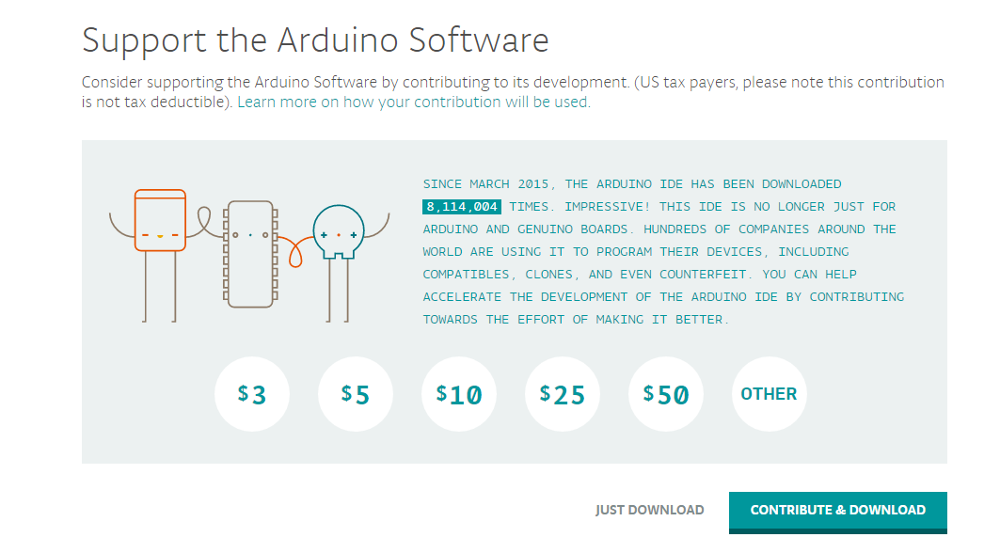 Support the Arduino Software
Consider supporting the Arduino Software by contributing to its development. (US tax payers, please note this contribution
is not tax deductible). Learn more on how your contribution will be used.
SINCE MARCH 2015, THE ARDUINO IDE HAS BEEN DOWNLOADED
8,114,004 TIMES. IMPRESSIVE! THIS IDE IS NO LONGER JUST FOR
ARDUINO AND GENUINO BOARDS. HUNDREDS OF COMPANIES AROUND THE
WORLD ARE USING IT TO PROGRAM THEIR DEVICES, INCLUDING
COMPATIBLES, CLONES, AND EVEN COUNTERFEIT. YOU CAN HELP
ACCELERATE THE DEVELOPMENT OF THE ARDUINO IDE BY CONTRIBUTING
TOWARDS THE EFFORT OF MAKING IT BETTER.
$3 $5 $10 $25 $50 OTHER
JUST DOWNLOAD CONTRIBUTE & DOWNLOAD